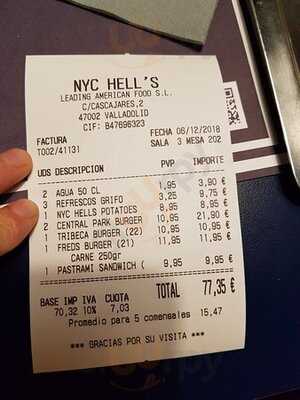 NYC HELL'S
LEADING AMERICAN FOOD S.L.
C/CASCAJARES,2
47002 VALLADOLID
CIF: B47696323
FACTURA FECHA 06/12/2018
T002/41131 SALA 3 MESA 202
UDS DESCRIPCION PVP IMPORTE
2 AGUA 50 CL 1,95 3,90 €
3 REFRESCOS GRIFO 3,25 9,75 €
1 NYC HELLS POTATOES 8,95 8,95 €
2 CENTRAL PARK BURGER 10,95 21,90 €
1 TRIBECA BURGER (22) 10,95 10,95 €
1 FREDS BURGER (21) 11,95 11,95 €
CARNE 250gr
1 PASTRAMI SANDWICH ( 9,95 9,95 €
BASE IMP IVA CUOTA TOTAL 77,35 €
70,32 10% 7,03
Promedio para 5 comensales 15,47
*** GRACIAS POR SU VISITA ***